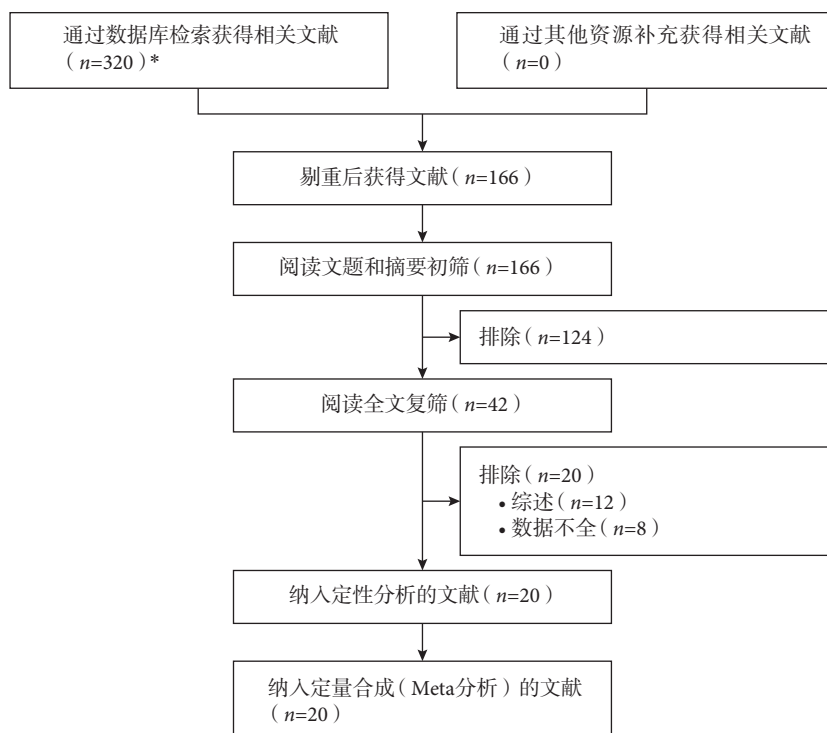 通过数据库检索获得相关文献
（n=320）*
通过其他资源补充获得相关文献
（n=0）
剔重后获得文献（n=166）
阅读文题和摘要初筛（n=166）
排除（n=124）
阅读全文复筛（n=42）
排除（n=20）
• 综述（n=12）
• 数据不全（n=8）
纳入定性分析的文献（n=20）
纳入定量合成（Meta分析）的文献
（n=20）